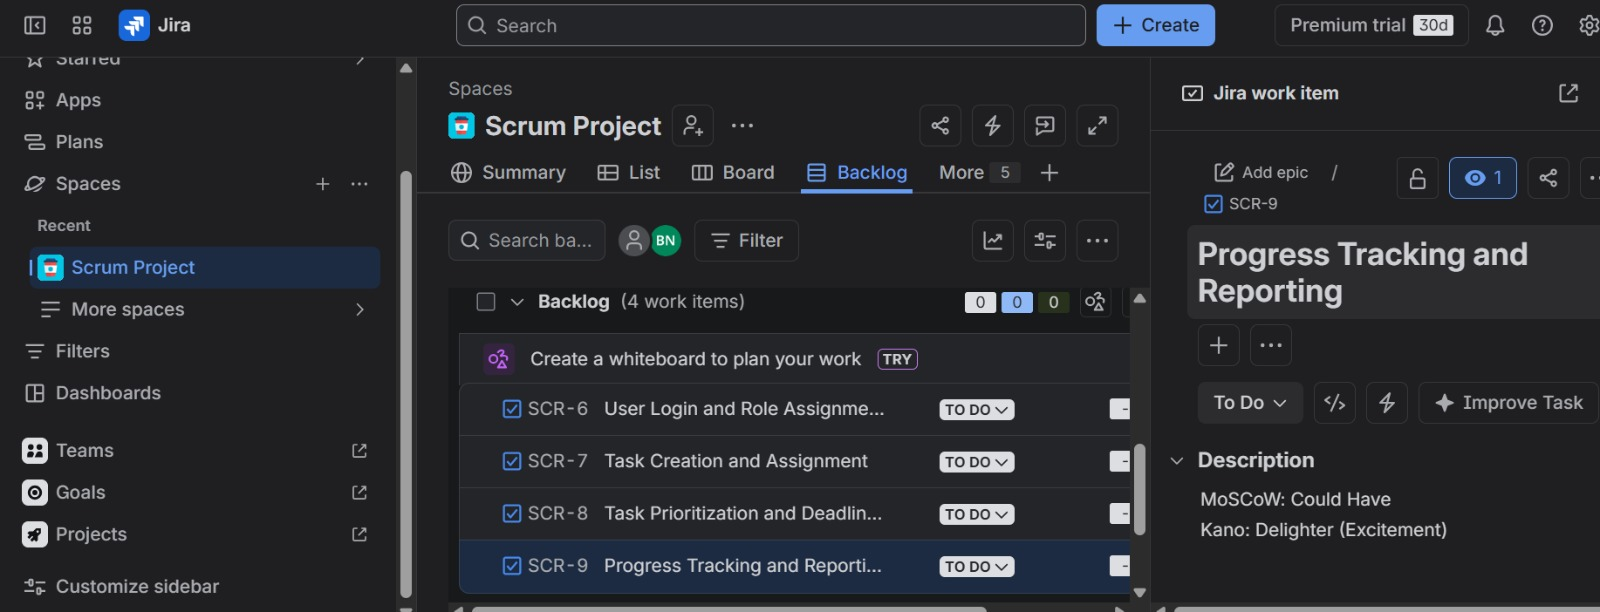 Jira
Search
+ Create
Premium trial 30d
Starred
Apps
Plans
Spaces
Recent
Scrum Project
More spaces
Filters
Dashboards
Teams
Goals
Projects
Customize sidebar
Spaces
Scrum Project
Summary
List
Board
Backlog
More 5
Search ba...
BN
Filter
Backlog (4 work items)
0 0 0
Create a whiteboard to plan your work TRY
SCR-6 User Login and Role Assignme... TO DO -
SCR-7 Task Creation and Assignment TO DO -
SCR-8 Task Prioritization and Deadlin... TO DO -
SCR-9 Progress Tracking and Reporti... TO DO -
Jira work item
Add epic /
SCR-9
1
Progress Tracking and
Reporting
To Do
Improve Task
Description
MoSCoW: Could Have
Kano: Delighter (Excitement)